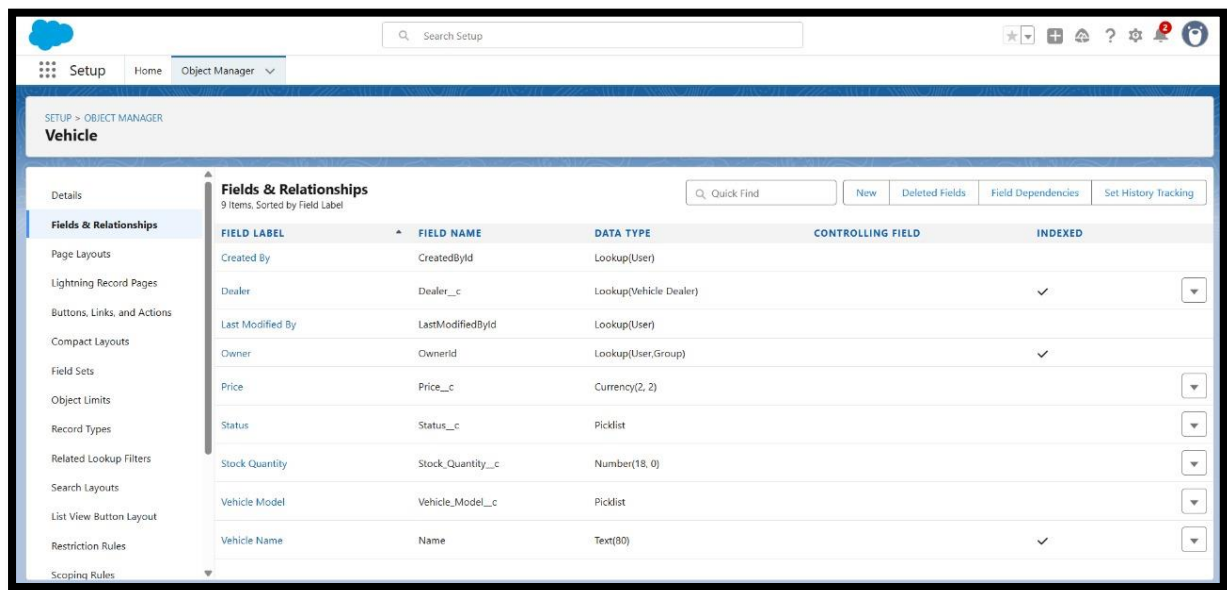 Search Setup
2
Setup Home Object Manager
SETUP > OBJECT MANAGER
Vehicle
Details
Fields & Relationships
Page Layouts
Lightning Record Pages
Buttons, Links, and Actions
Compact Layouts
Field Sets
Object Limits
Record Types
Related Lookup Filters
Search Layouts
List View Button Layout
Restriction Rules
Scoping Rules
Fields & Relationships
9 Items, Sorted by Field Label
Quick Find New Deleted Fields Field Dependencies Set History Tracking
FIELD LABEL FIELD NAME DATA TYPE CONTROLLING FIELD INDEXED
Created By CreatedById Lookup(User)
Dealer Dealer__c Lookup(Vehicle Dealer)
Last Modified By LastModifiedById Lookup(User)
Owner OwnerId Lookup(User,Group)
Price Price__c Currency(2, 2)
Status Status__c Picklist
Stock Quantity Stock_Quantity__c Number(18, 0)
Vehicle Model Vehicle_Model__c Picklist
Vehicle Name Name Text(80)